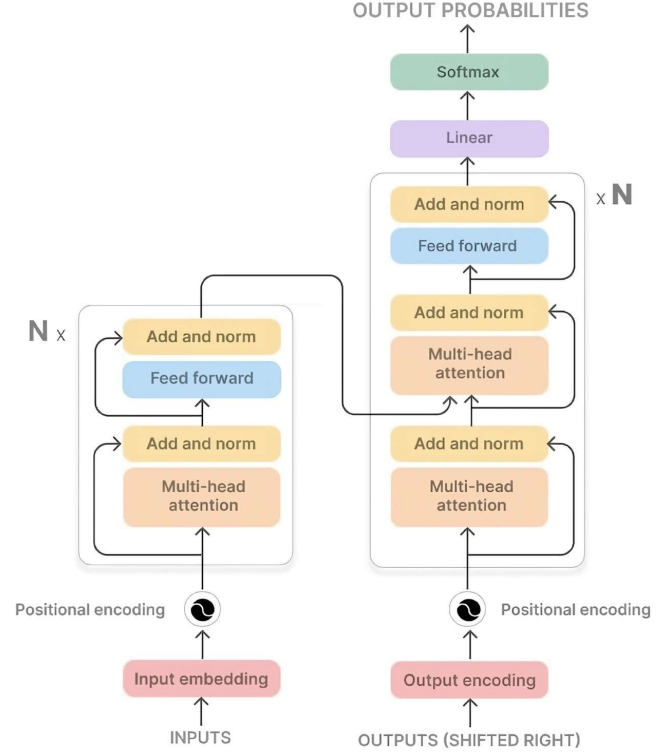 OUTPUT PROBABILITIES
Softmax
Linear
Add and norm
x N
Feed forward
Add and norm
Multi-head
attention
Add and norm
Multi-head
attention
Positional encoding
Output encoding
OUTPUTS (SHIFTED RIGHT)
N x
Add and norm
Feed forward
Add and norm
Multi-head
attention
Positional encoding
Input embedding
INPUTS